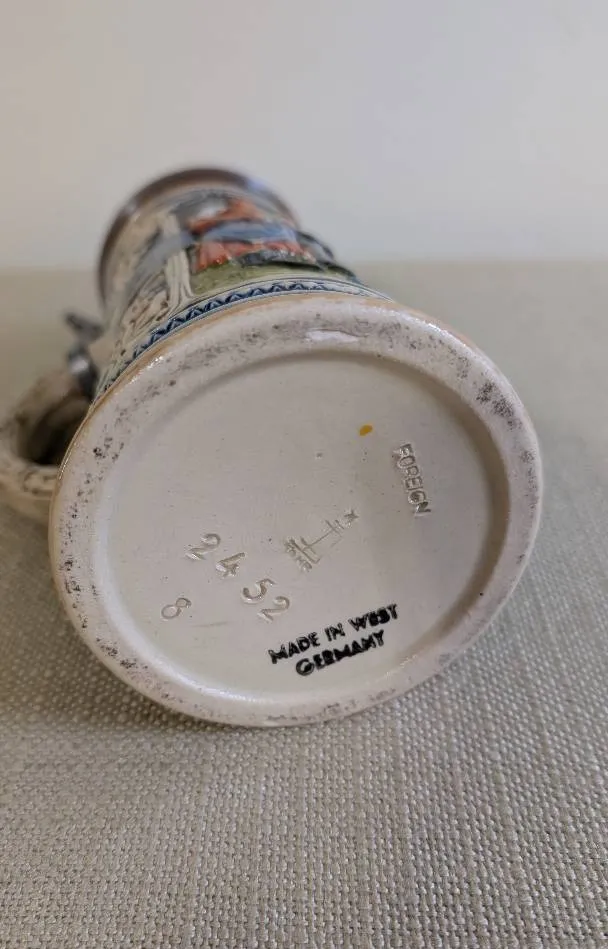 FOREIGN
2452
8
MADE IN WEST
GERMANY